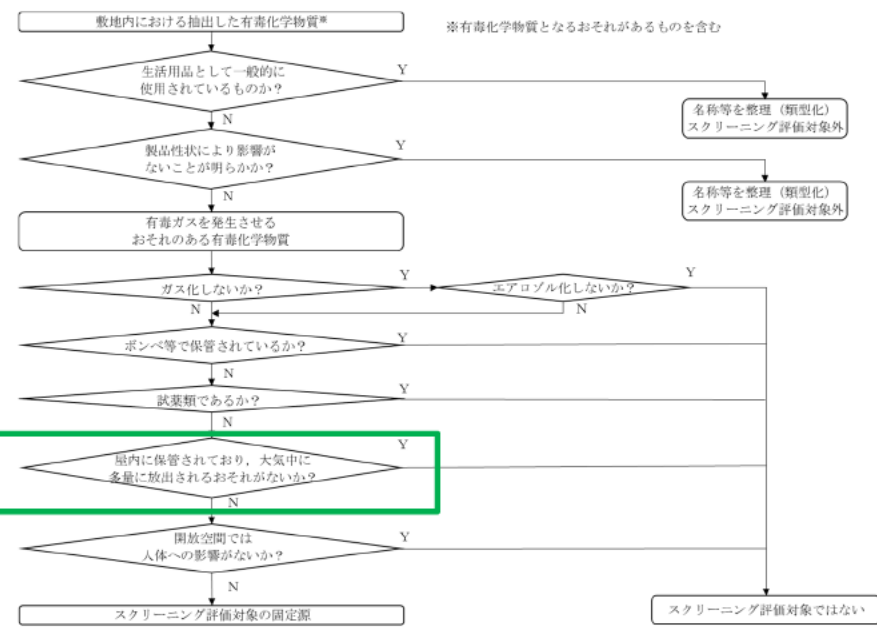 敷地内における抽出した有毒化学物質※
※有毒化学物質となるおそれがあるものを含む
生活用品として一般的に
使用されているものか?
Y
N
名称等を整理(類型化)
スクリーニング評価対象外
製品性状により影響が
ないことが明らかか?
Y
N
名称等を整理(類型化)
スクリーニング評価対象外
有毒ガスを発生させる
おそれのある有毒化学物質
ガス化しないか?
Y
N
エアロゾル化しないか?
Y
N
ボンベ等で保管されているか?
Y
N
試薬類であるか?
Y
N
屋内に保管されており,大気中に
多量に放出されるおそれがないか?
Y
N
開放空間では
人体への影響がないか?
Y
N
スクリーニング評価対象の固定源
スクリーニング評価対象ではない